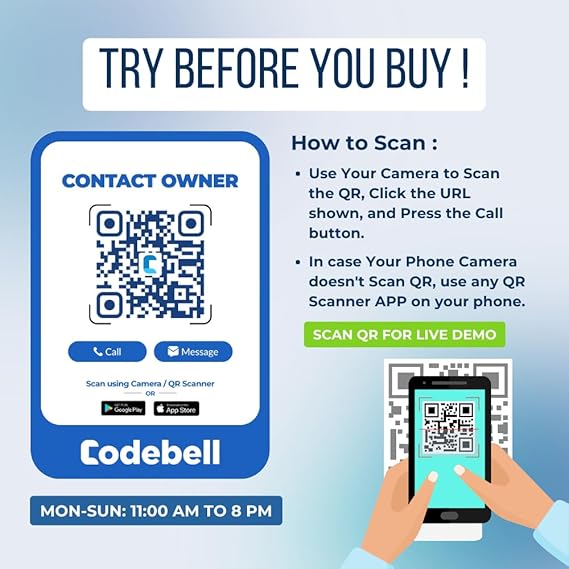 TRY BEFORE YOU BUY !
CONTACT OWNER
Call
Message
Scan using Camera / QR Scanner
OR
GET IT ON
Google Play
App Store
Codebell
MON-SUN: 11:00 AM TO 8 PM
How to Scan :
• Use Your Camera to Scan
the QR, Click the URL
shown, and Press the Call
button.
• In case Your Phone Camera
doesn't Scan QR, use any QR
Scanner APP on your phone.
SCAN QR FOR LIVE DEMO